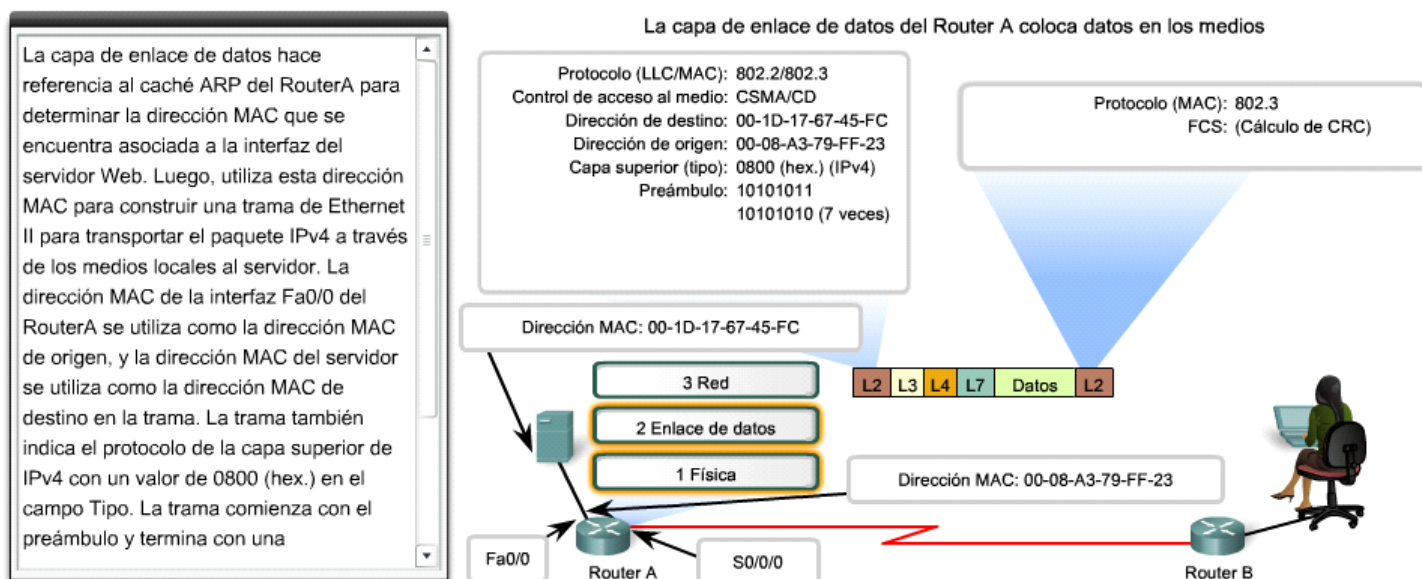 La capa de enlace de datos hace
referencia al caché ARP del RouterA para
determinar la dirección MAC que se
encuentra asociada a la interfaz del
servidor Web. Luego, utiliza esta dirección
MAC para construir una trama de Ethernet
II para transportar el paquete IPv4 a través
de los medios locales al servidor. La
dirección MAC de la interfaz Fa0/0 del
RouterA se utiliza como la dirección MAC
de origen, y la dirección MAC del servidor
se utiliza como la dirección MAC de
destino en la trama. La trama también
indica el protocolo de la capa superior de
IPv4 con un valor de 0800 (hex.) en el
campo Tipo. La trama comienza con el
preámbulo y termina con una
La capa de enlace de datos del Router A coloca datos en los medios
Protocolo (LLC/MAC): 802.2/802.3
Control de acceso al medio: CSMA/CD
Dirección de destino: 00-1D-17-67-45-FC
Dirección de origen: 00-08-A3-79-FF-23
Capa superior (tipo): 0800 (hex.) (IPv4)
Preámbulo: 10101011
10101010 (7 veces)
Protocolo (MAC): 802.3
FCS: (Cálculo de CRC)
Dirección MAC: 00-1D-17-67-45-FC
3 Red
L2 L3 L4 L7 Datos L2
2 Enlace de datos
1 Física
Dirección MAC: 00-08-A3-79-FF-23
Fa0/0
Router A
S0/0/0
Router B